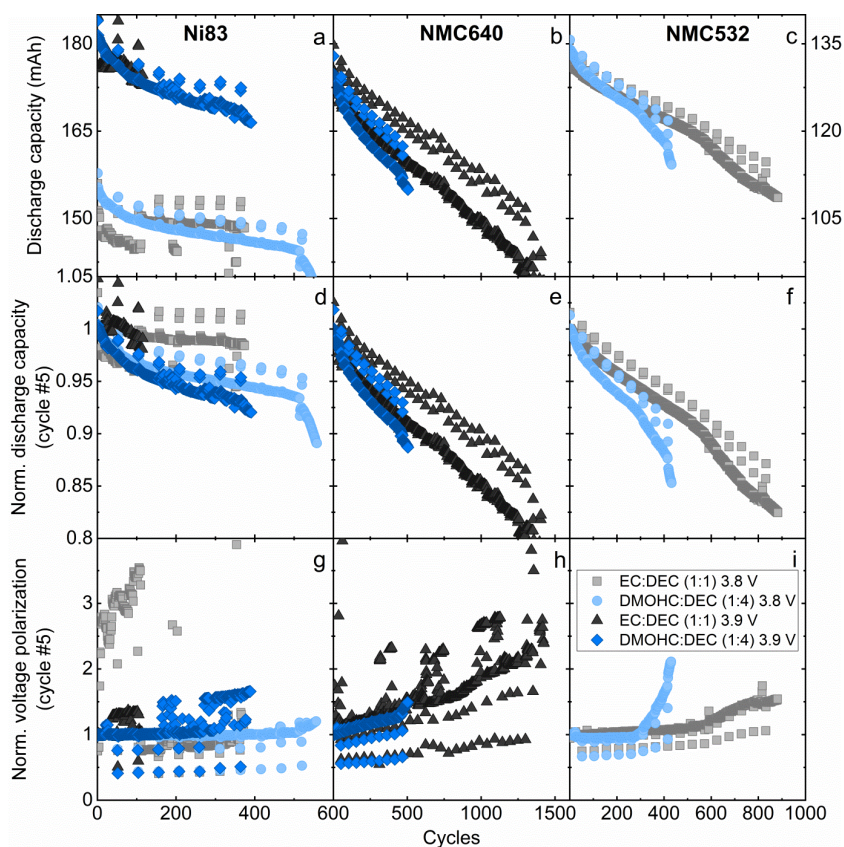 Ni83 NMC640 NMC532
a b c
Discharge capacity (mAh)
180 165 150
135 120 105
d e f
Norm. discharge capacity
(cycle #5)
1.05 1 0.95 0.9 0.85 0.8
g h i
Norm. voltage polarization
(cycle #5)
3 2 1 0
EC:DEC (1:1) 3.8 V
DMOHC:DEC (1:4) 3.8 V
EC:DEC (1:1) 3.9 V
DMOHC:DEC (1:4) 3.9 V
0 200 400 600 500 1000 1500 0 200 400 600 800 1000
Cycles